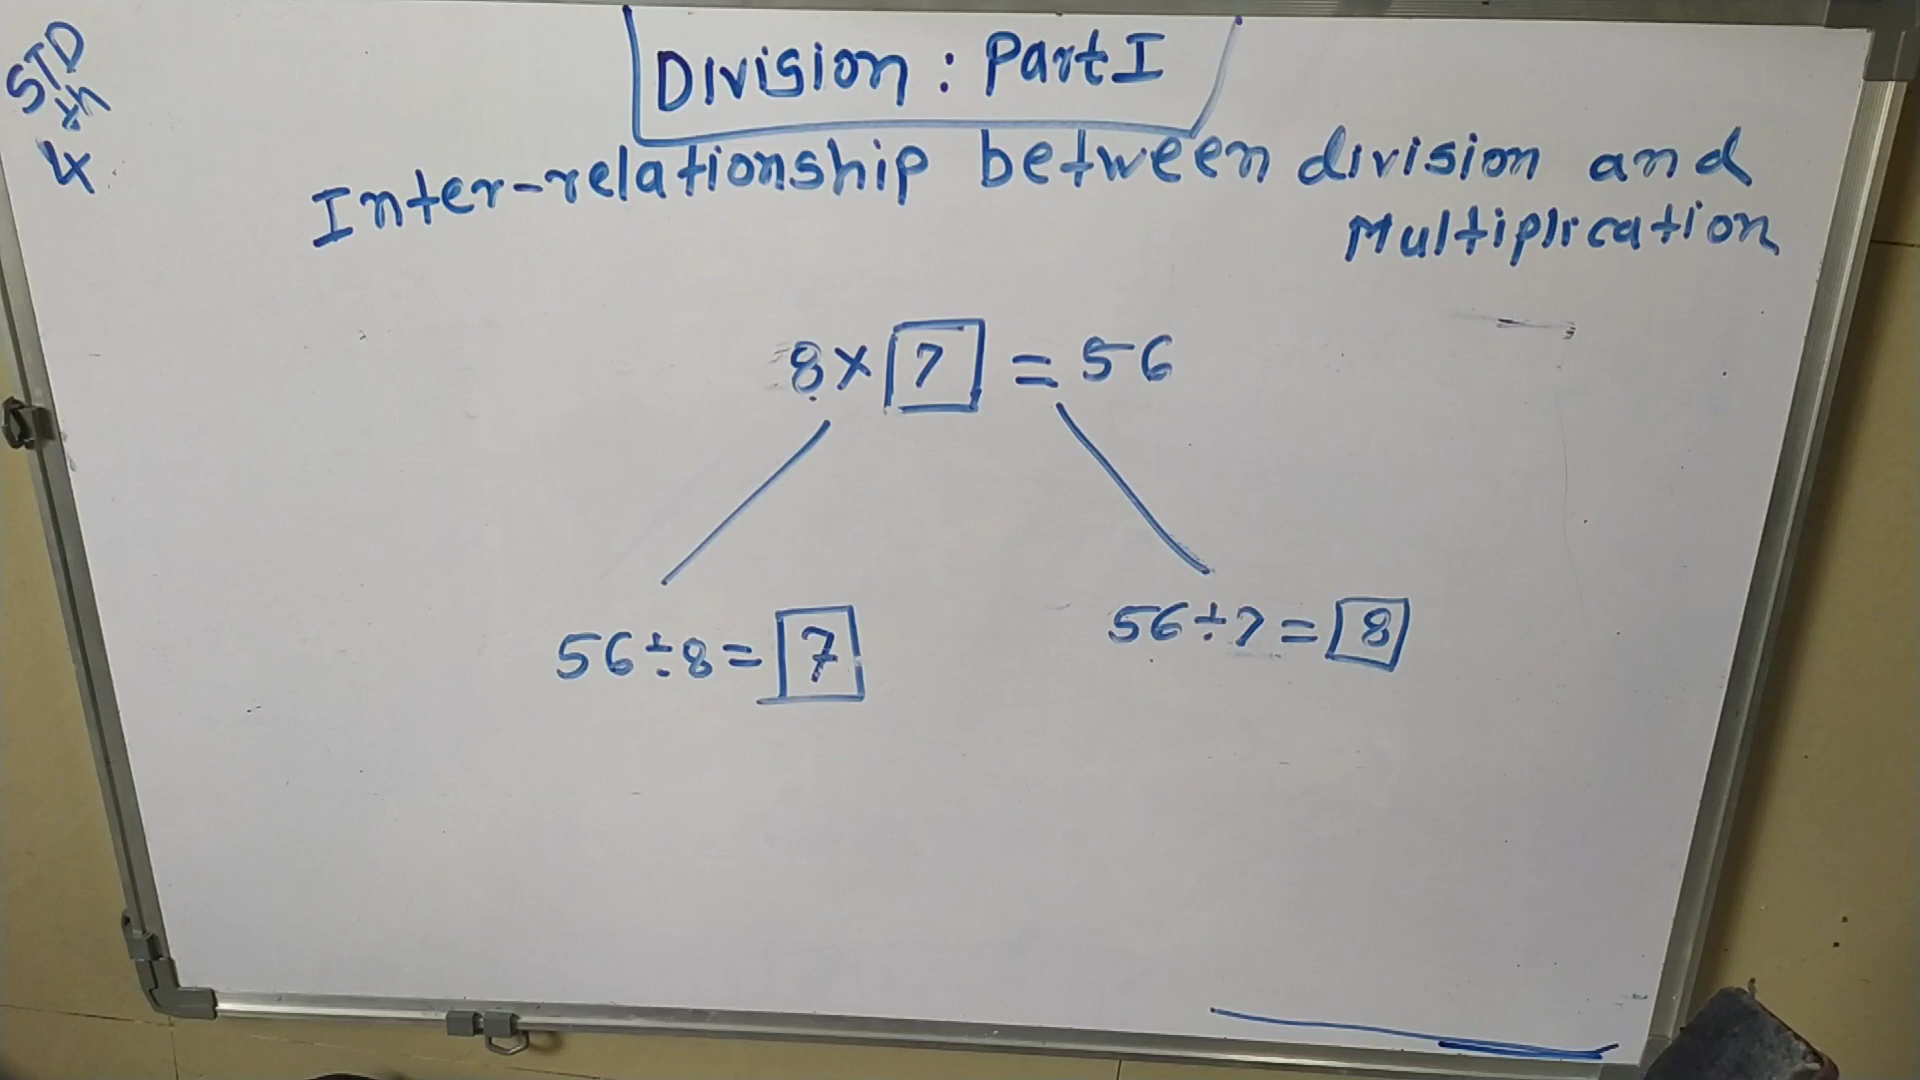 STD
4th
Division : Part I
Inter-relationship between division and
Multiplication
8 × 7 = 56
56 ÷ 8 = 7
56 ÷ 7 = 8